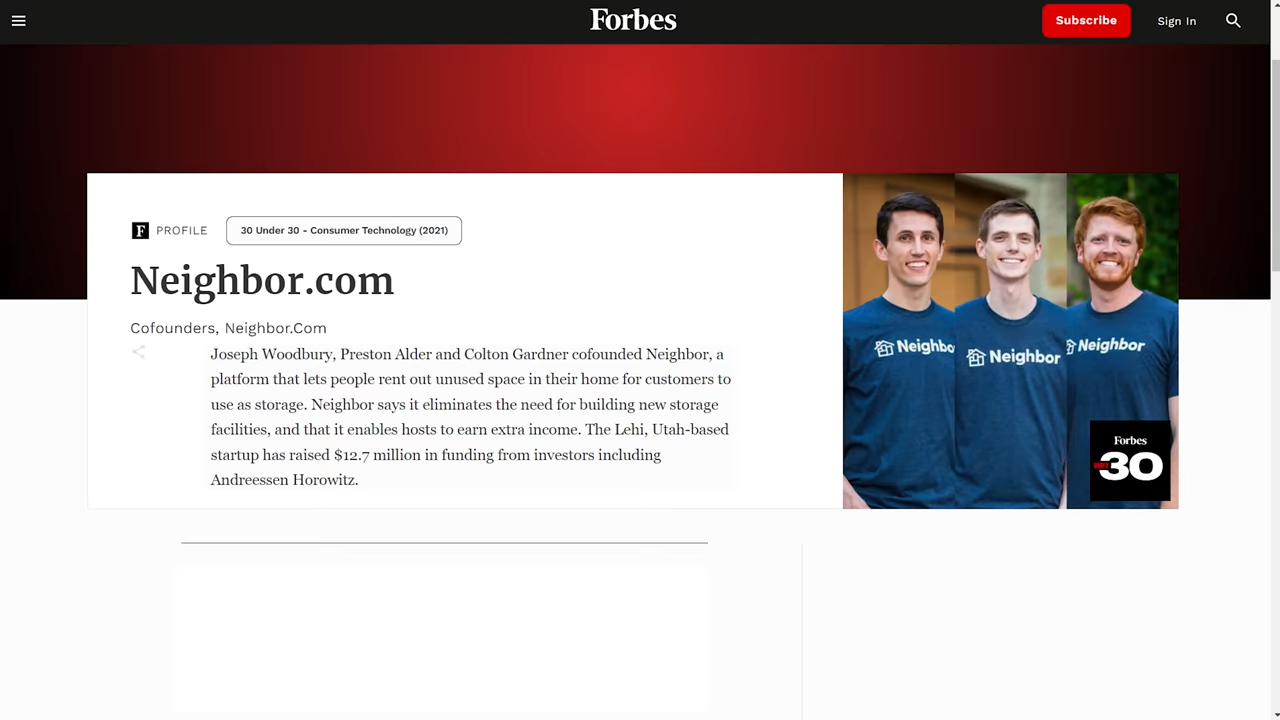 Forbes
Subscribe
Sign In
F PROFILE
30 Under 30 - Consumer Technology (2021)
Neighbor.com
Cofounders, Neighbor.Com
Joseph Woodbury, Preston Alder and Colton Gardner cofounded Neighbor, a
platform that lets people rent out unused space in their home for customers to
use as storage. Neighbor says it eliminates the need for building new storage
facilities, and that it enables hosts to earn extra income. The Lehi, Utah-based
startup has raised $12.7 million in funding from investors including
Andreessen Horowitz.
Neighbo
Neighbor
Neighbor
Forbes
30